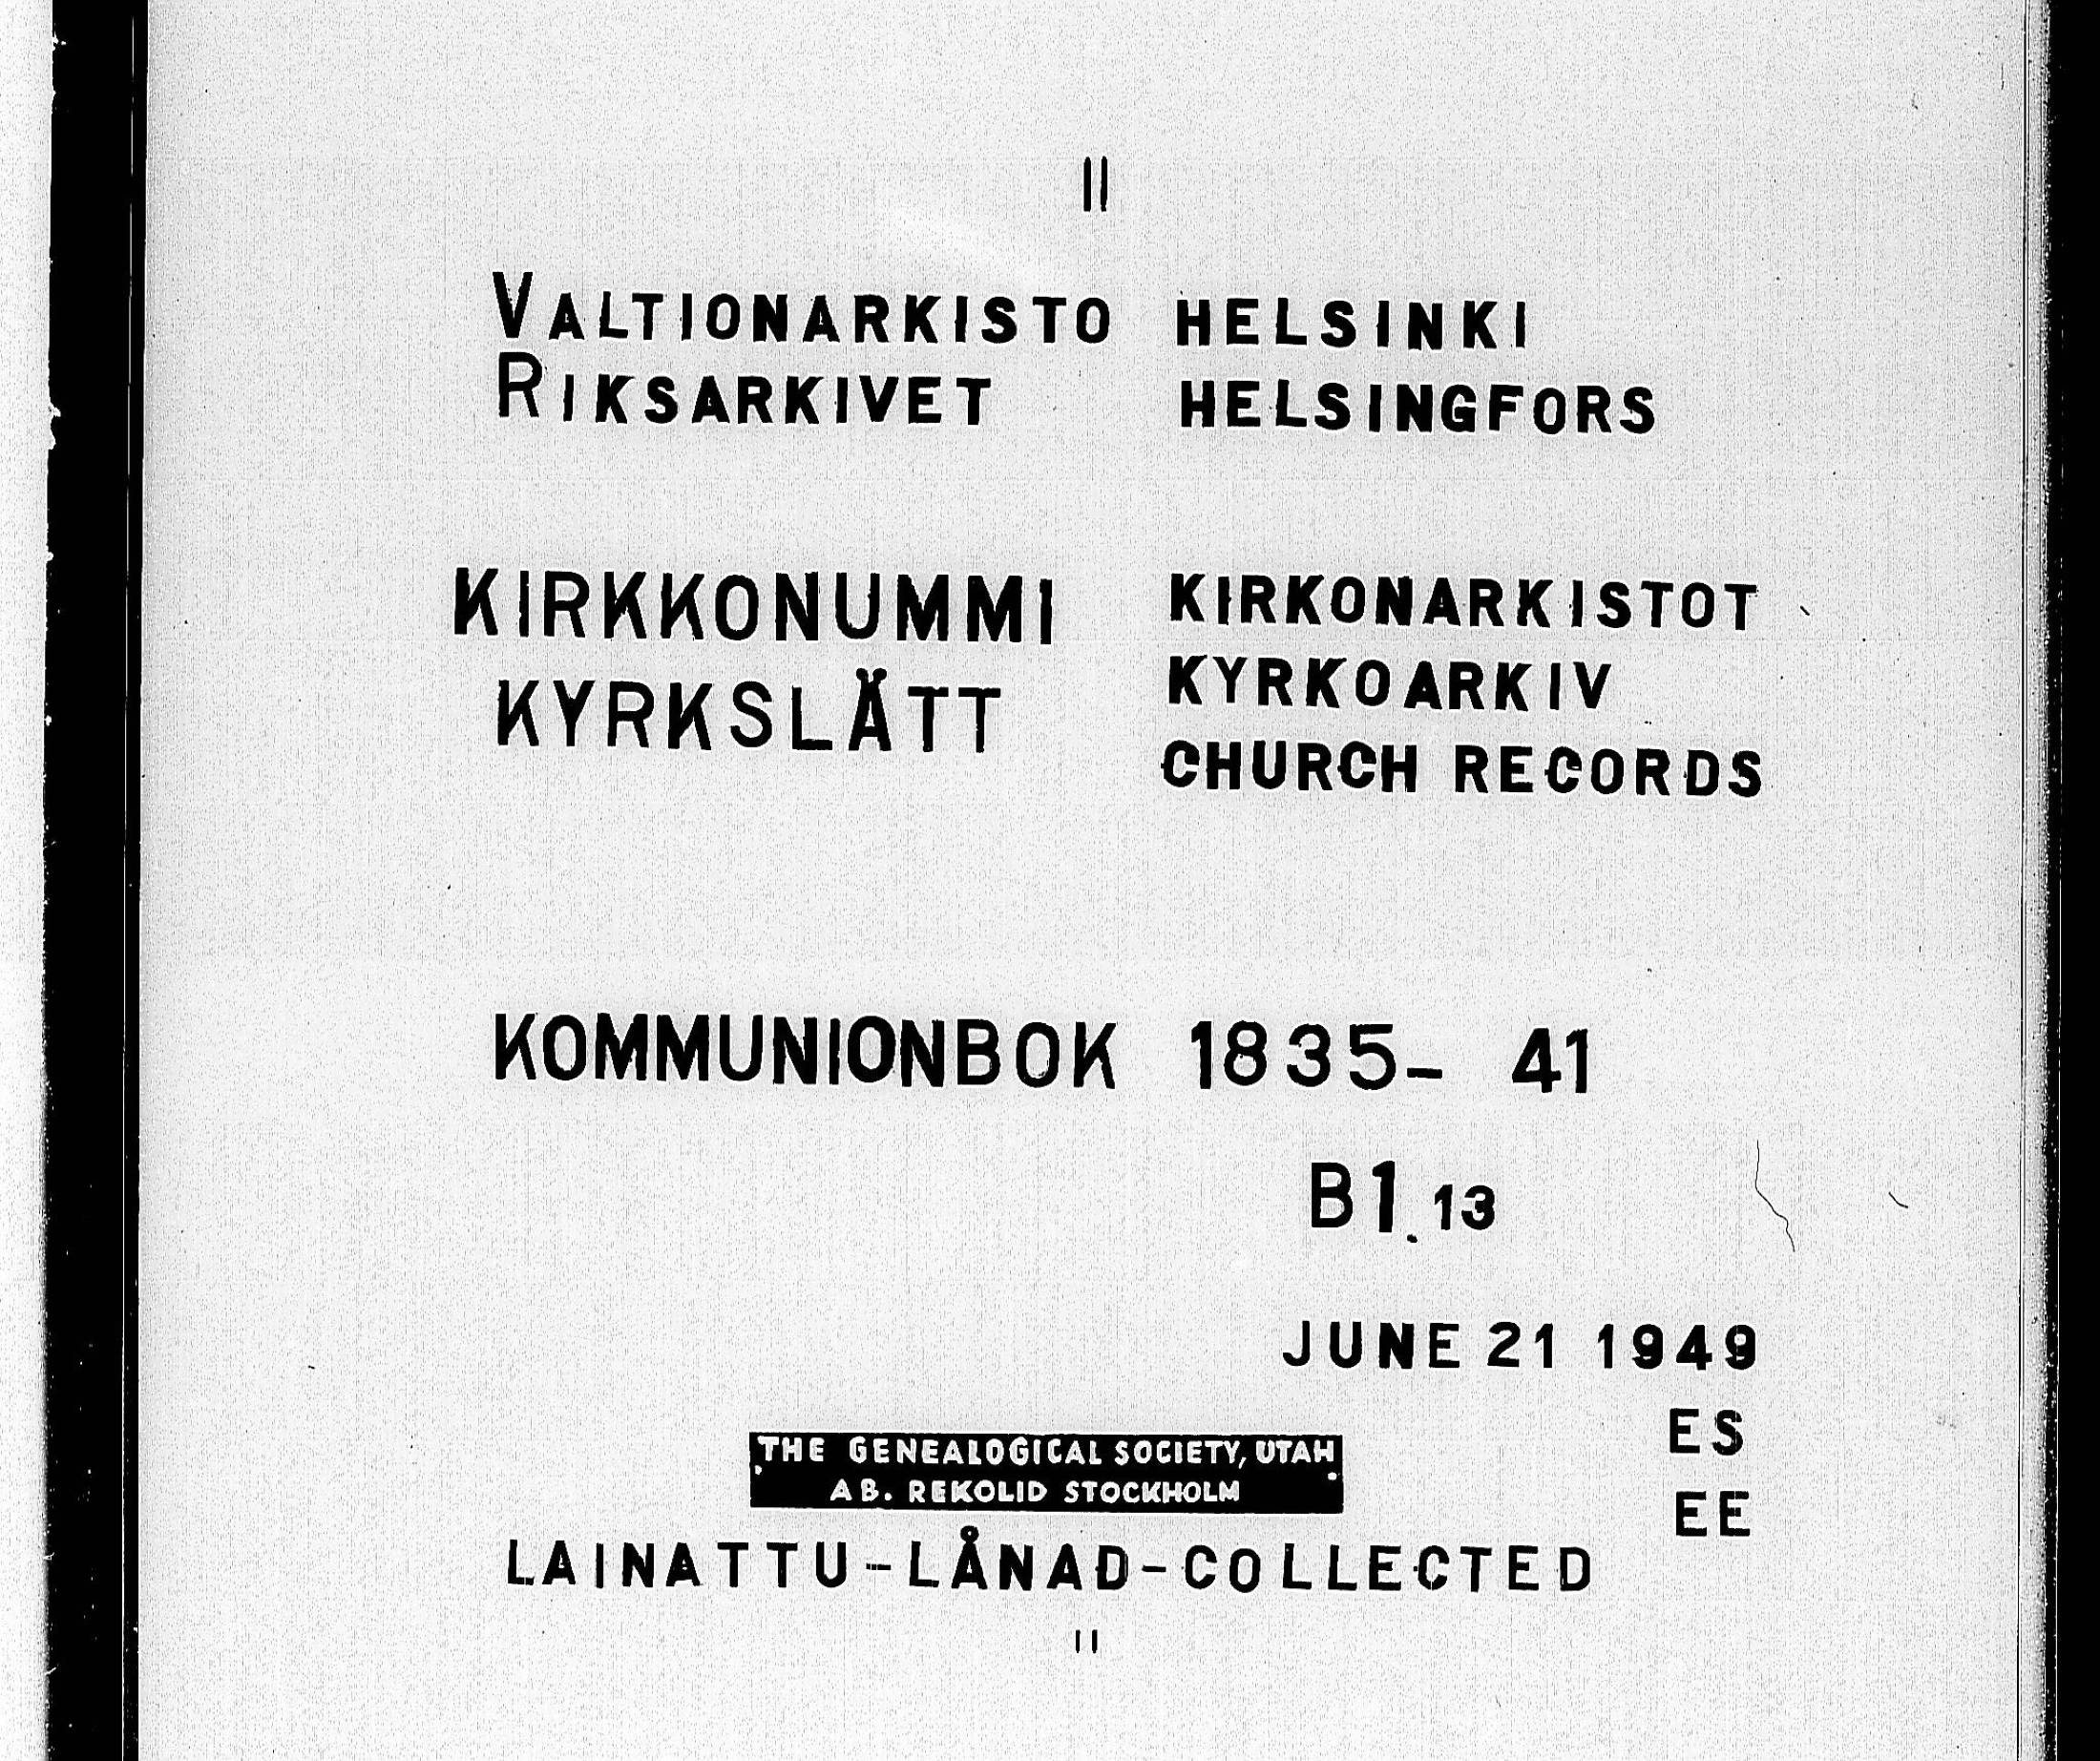 II
VALTIONARKISTO HELSINKI
RIKSARKIVET HELSINGFORS
KIRKKONUMMI KIRKONARKISTOT
KYRKSLÄTT KYRKOARKIV
CHURCH RECORDS
KOMMUNIONBOK 1835- 41
B1.13
JUNE 21 1949
ES
THE GENEALOGICAL SOCIETY, UTAH
AB. REKOLID STOCKHOLM
EE
LAINATTU-LÅNAD-COLLECTED
II